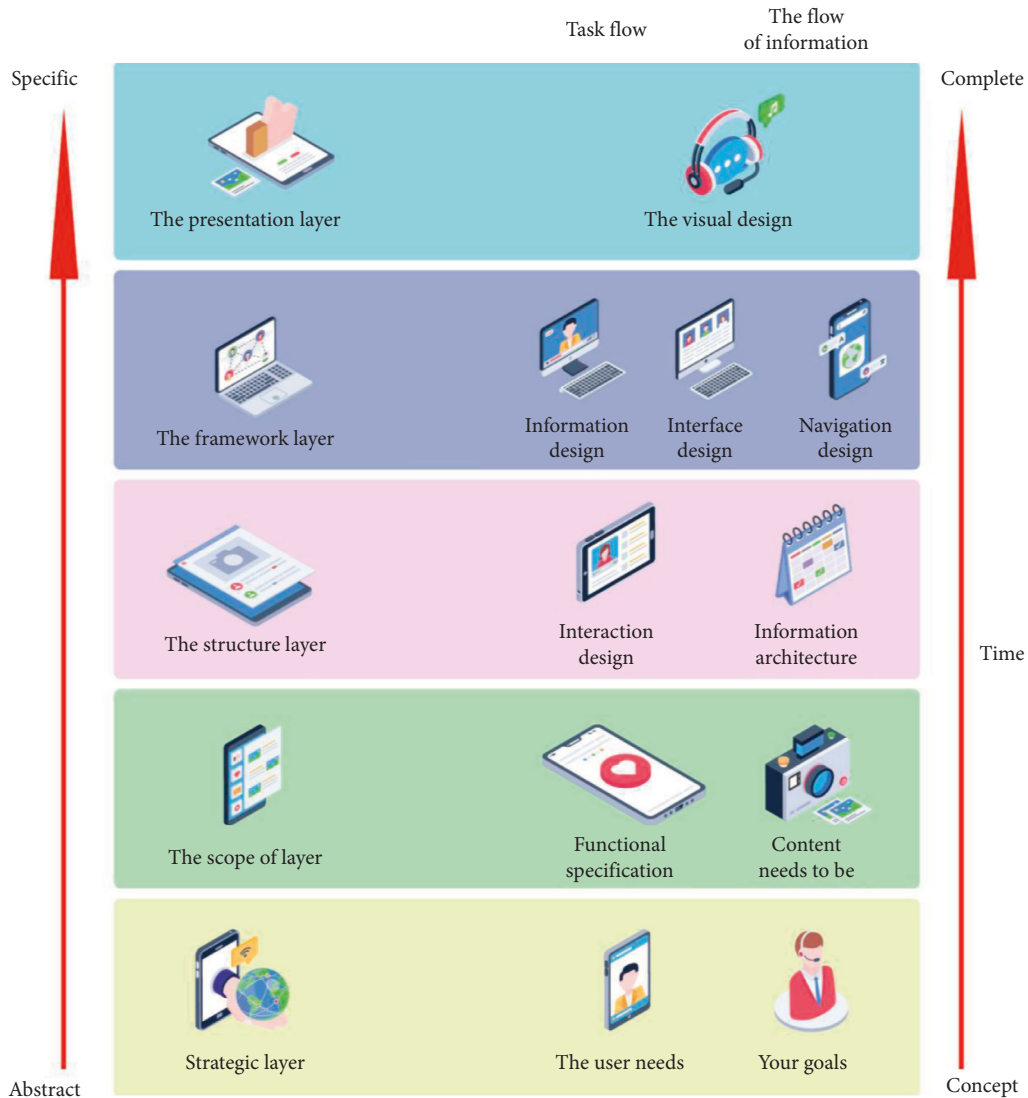 Task flow
The flow
of information
Specific
Complete
The presentation layer
The visual design
The framework layer
Information
design
Interface
design
Navigation
design
The structure layer
Interaction
design
Information
architecture
Time
The scope of layer
Functional
specification
Content
needs to be
Strategic layer
The user needs
Your goals
Abstract
Concept